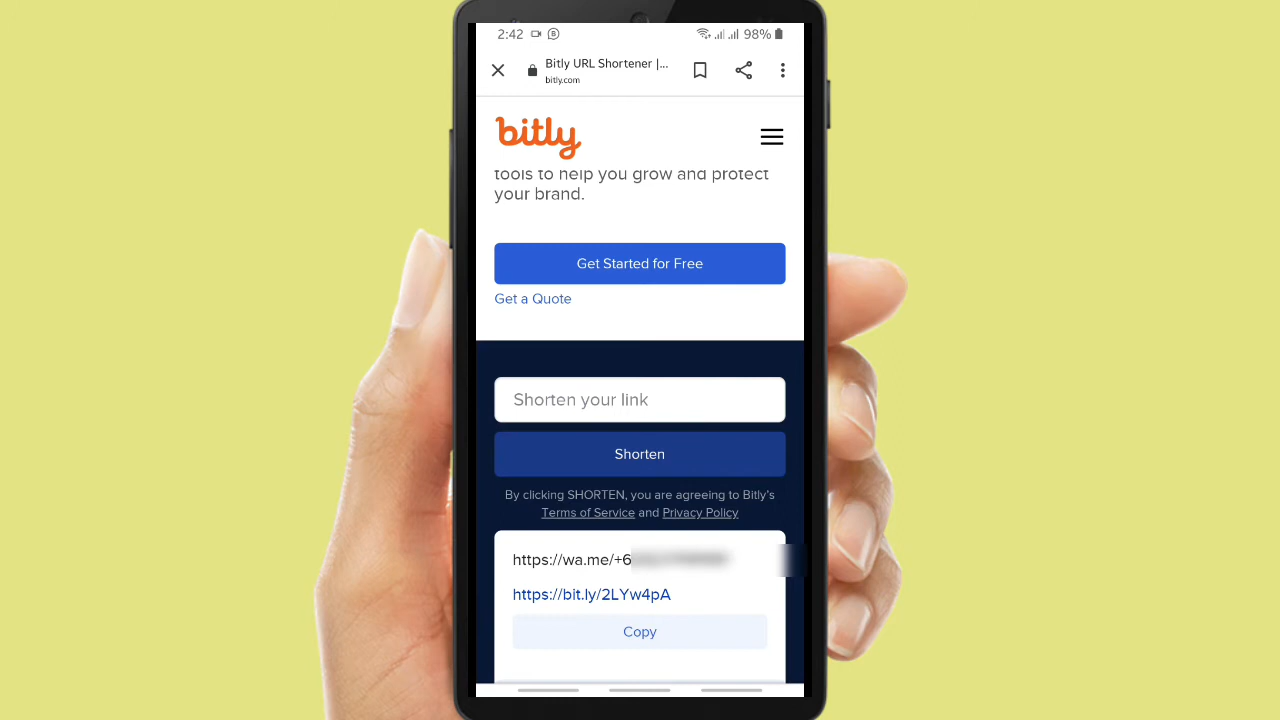 2:42
98%
Bitly URL Shortener |...
bitly.com
bitly
tools to help you grow and protect
your brand.
Get Started for Free
Get a Quote
Shorten your link
Shorten
By clicking SHORTEN, you are agreeing to Bitly's
Terms of Service and Privacy Policy
https://wa.me/+6
https://bit.ly/2LYw4pA
Copy